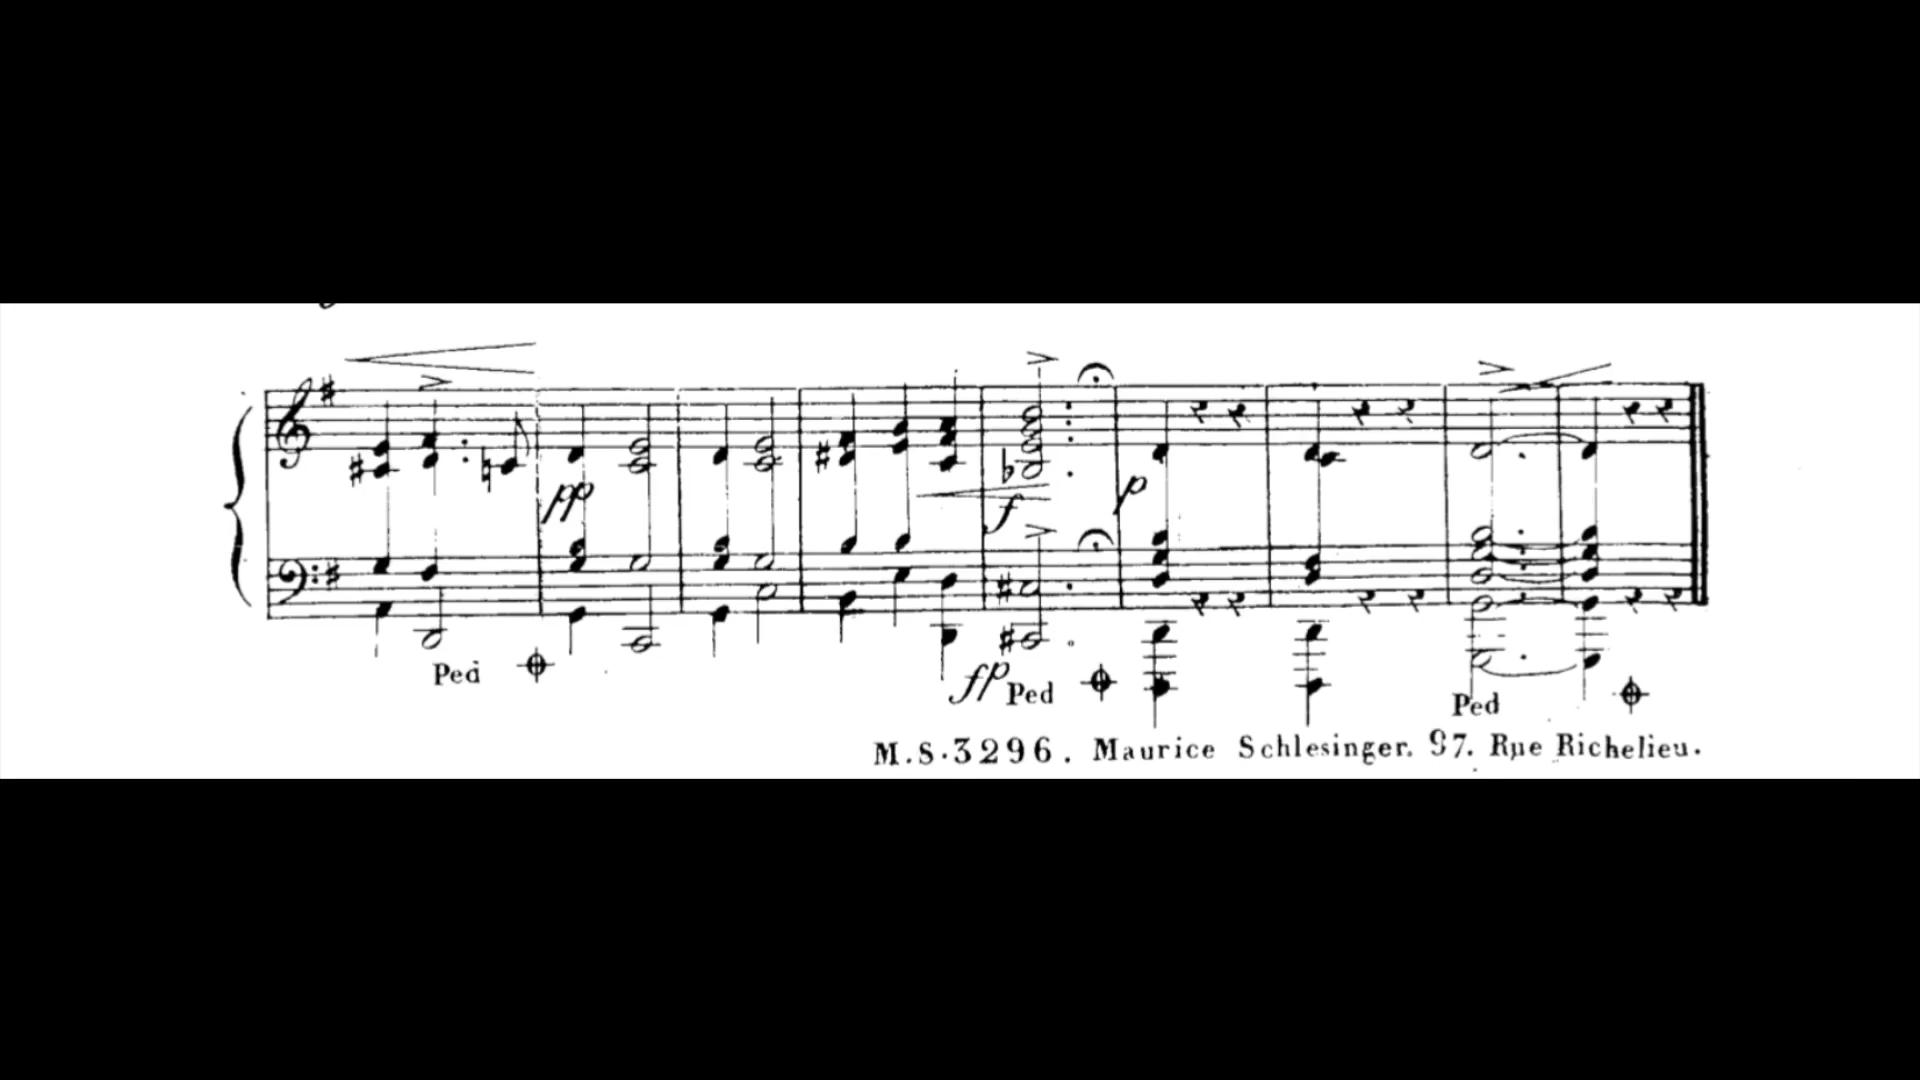 pp
f
p
Ped
fp Ped
Ped
M.S.3296. Maurice Schlesinger. 97. Rue Richelieu.